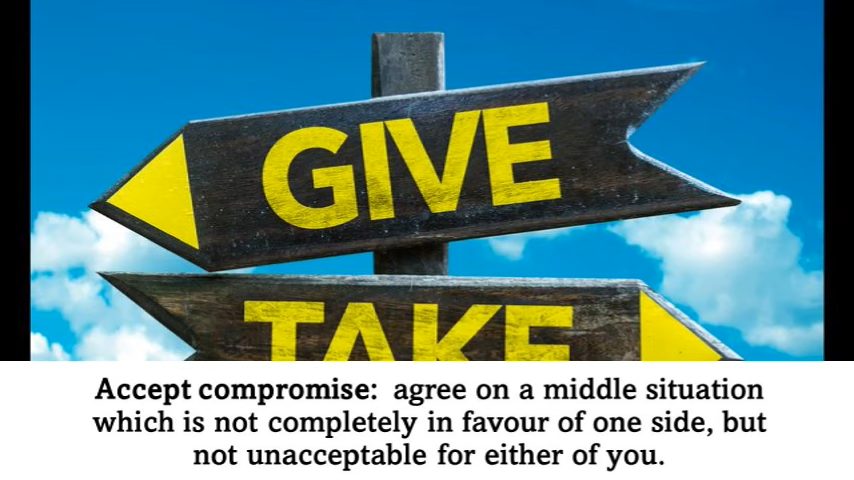 GIVE
TAKE
Accept compromise: agree on a middle situation
which is not completely in favour of one side, but
not unacceptable for either of you.